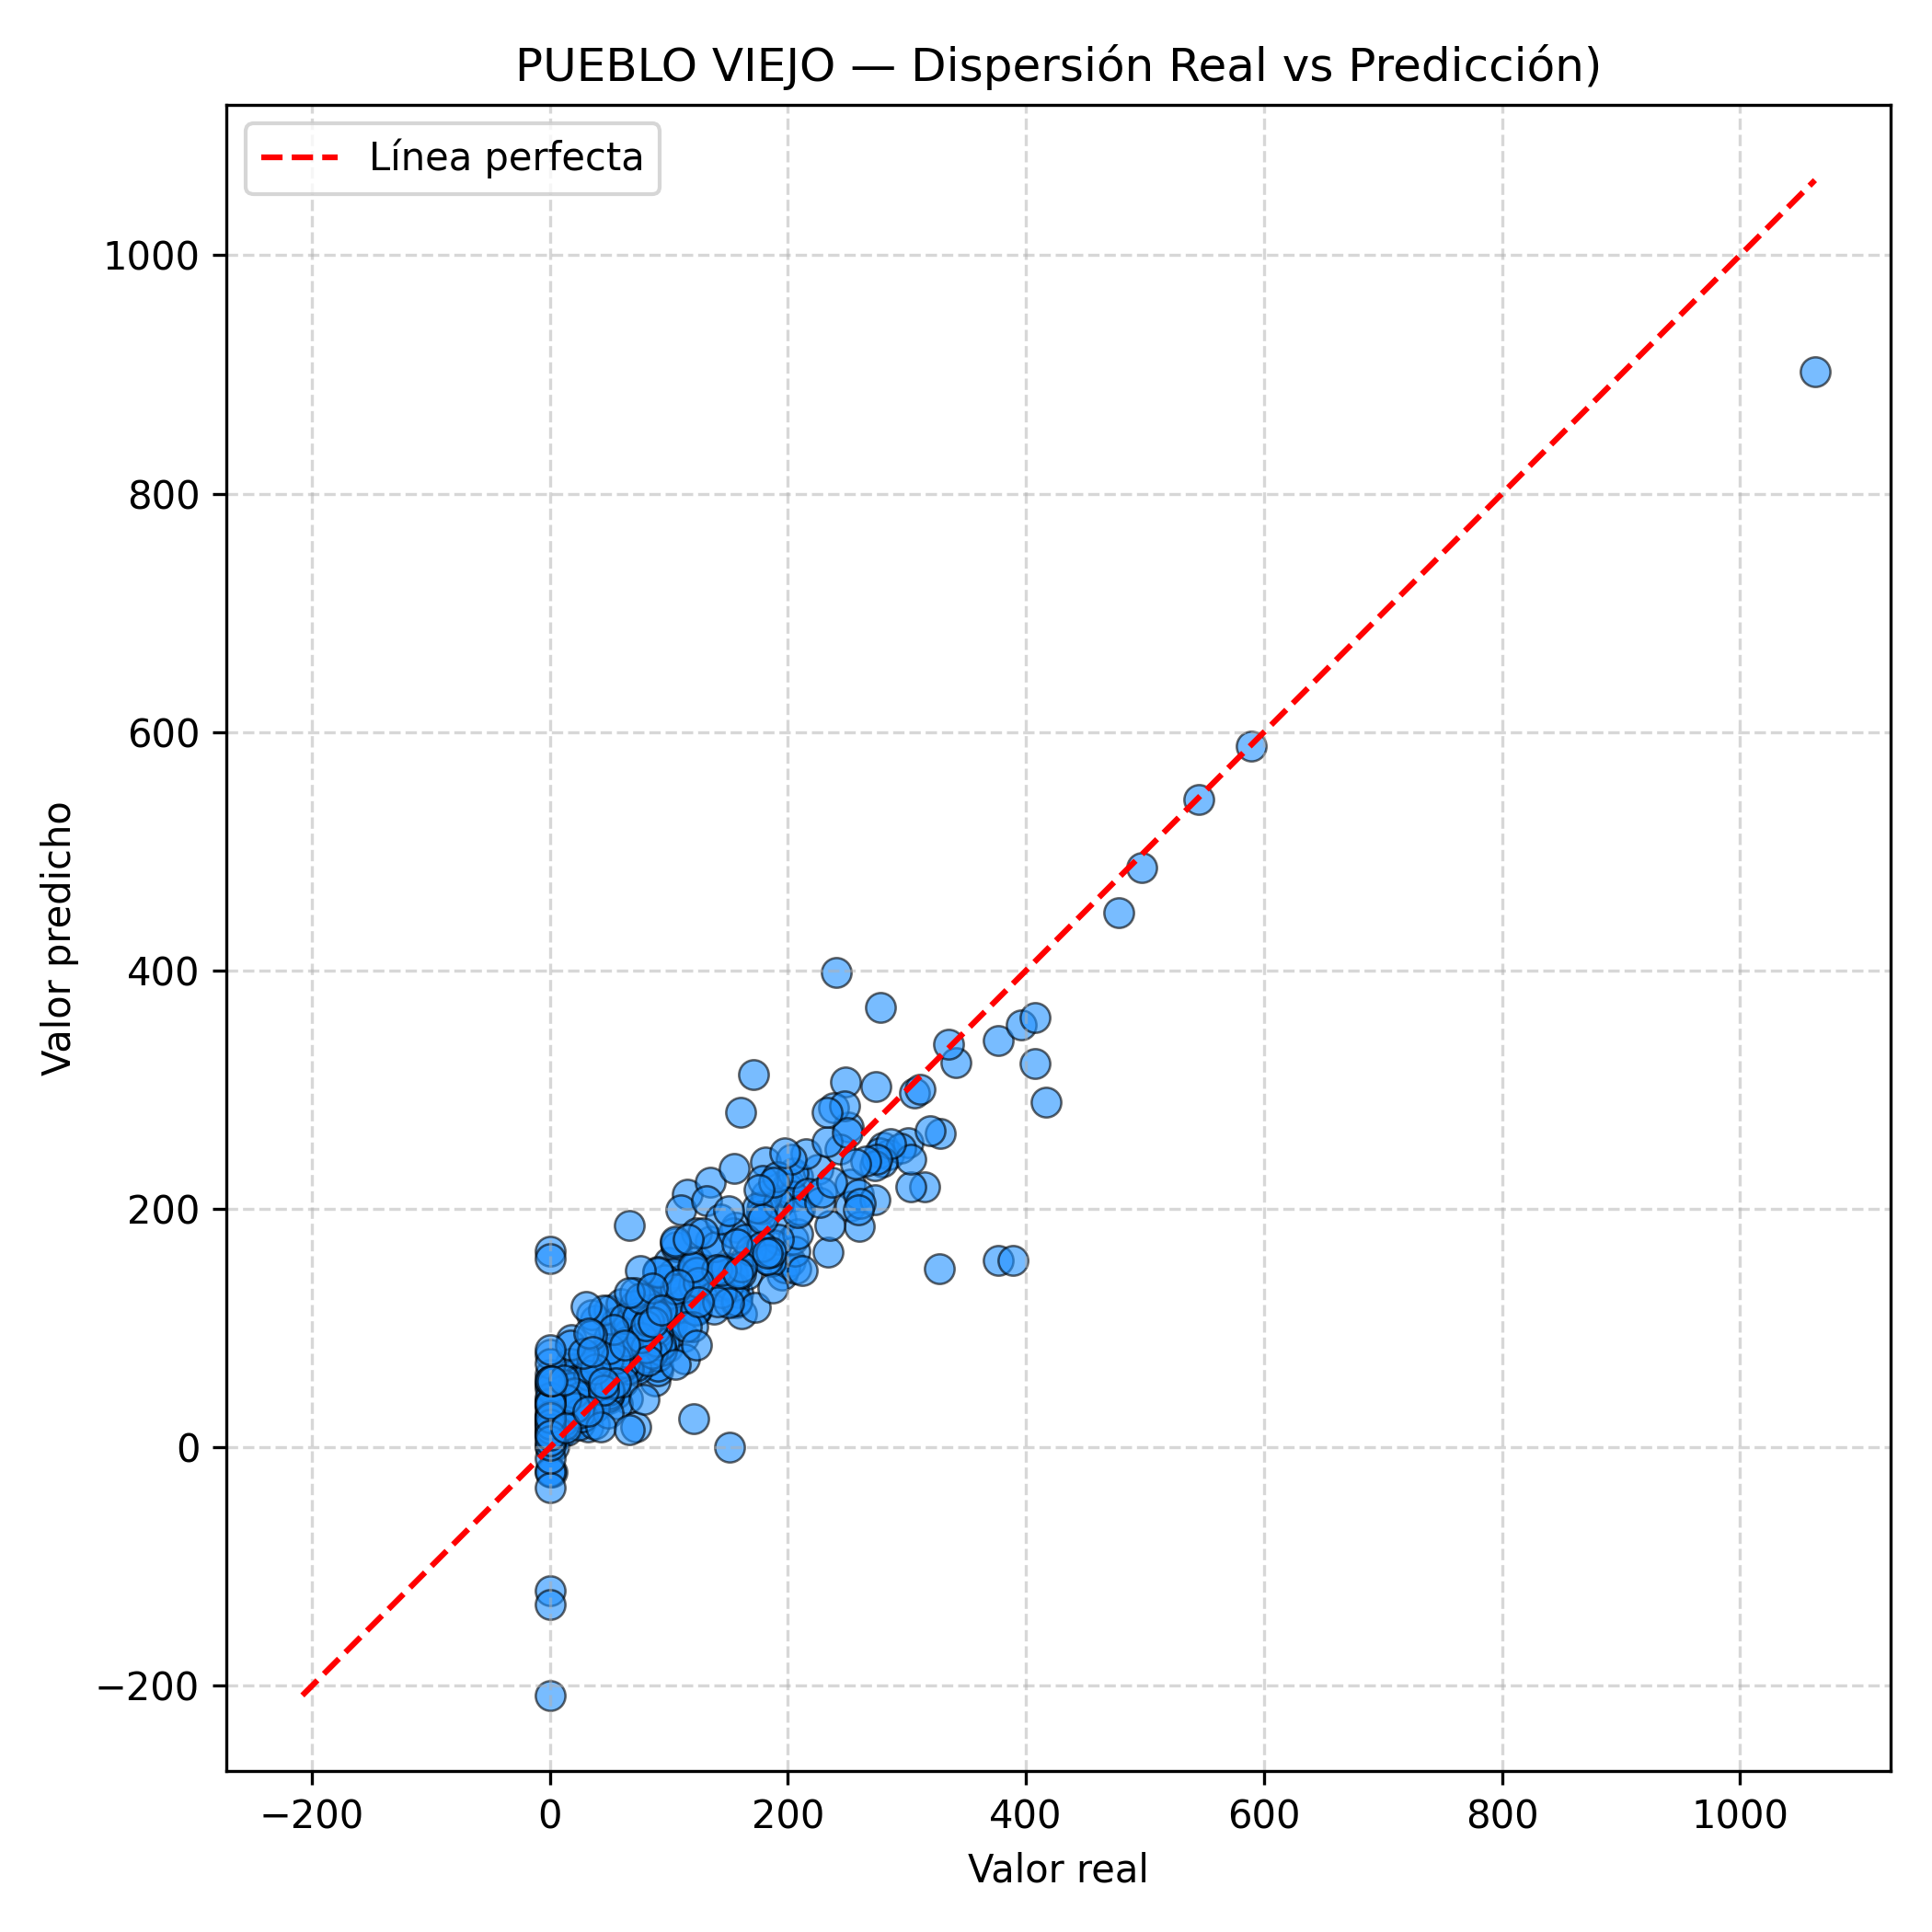 PUEBLO VIEJO — Dispersión Real vs Predicción)
Línea perfecta
1000
800
600
400
200
0
−200
Valor predicho
−200 0 200 400 600 800 1000
Valor real